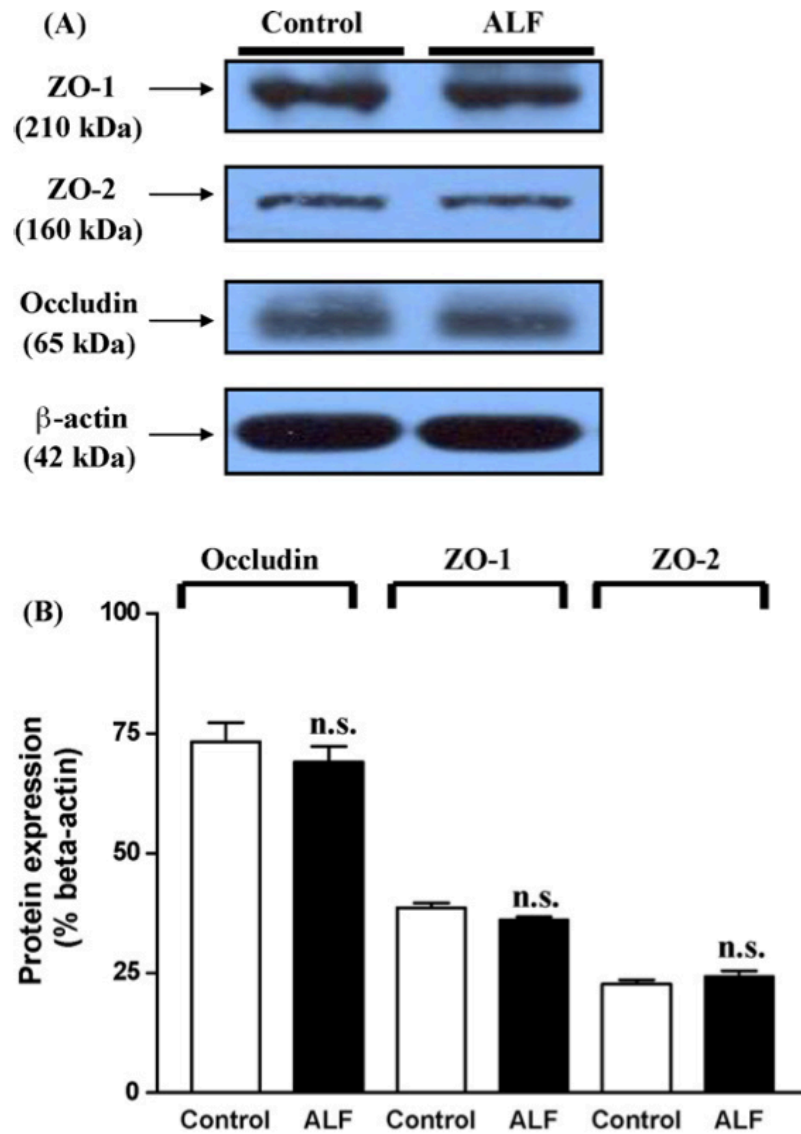 (A)
Control ALF
ZO-1
(210 kDa)
ZO-2
(160 kDa)
Occludin
(65 kDa)
β-actin
(42 kDa)
Occludin ZO-1 ZO-2
(B)
100
75
50
25
0
Protein expression
(% beta-actin)
n.s.
n.s.
n.s.
Control ALF Control ALF Control ALF